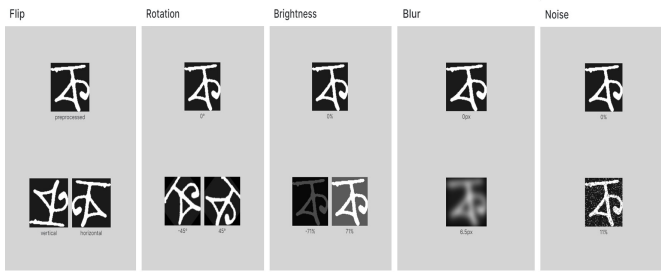 Flip Rotation Brightness Blur Noise
क
preprocessed 0° 0% 0px 0%
vertical horizontal -45° 45° -71% 71% 6.5px 11%